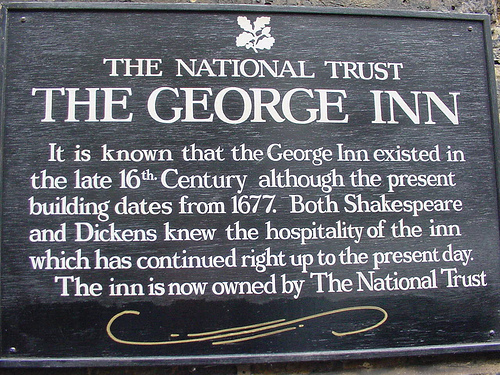 THE NATIONAL TRUST
THE GEORGE INN
It is known that the George Inn existed in
the late 16th. Century although the present
building dates from 1677. Both Shakespeare
and Dickens knew the hospitality of the inn
which has continued right up to the present day.
The inn is now owned by The National Trust